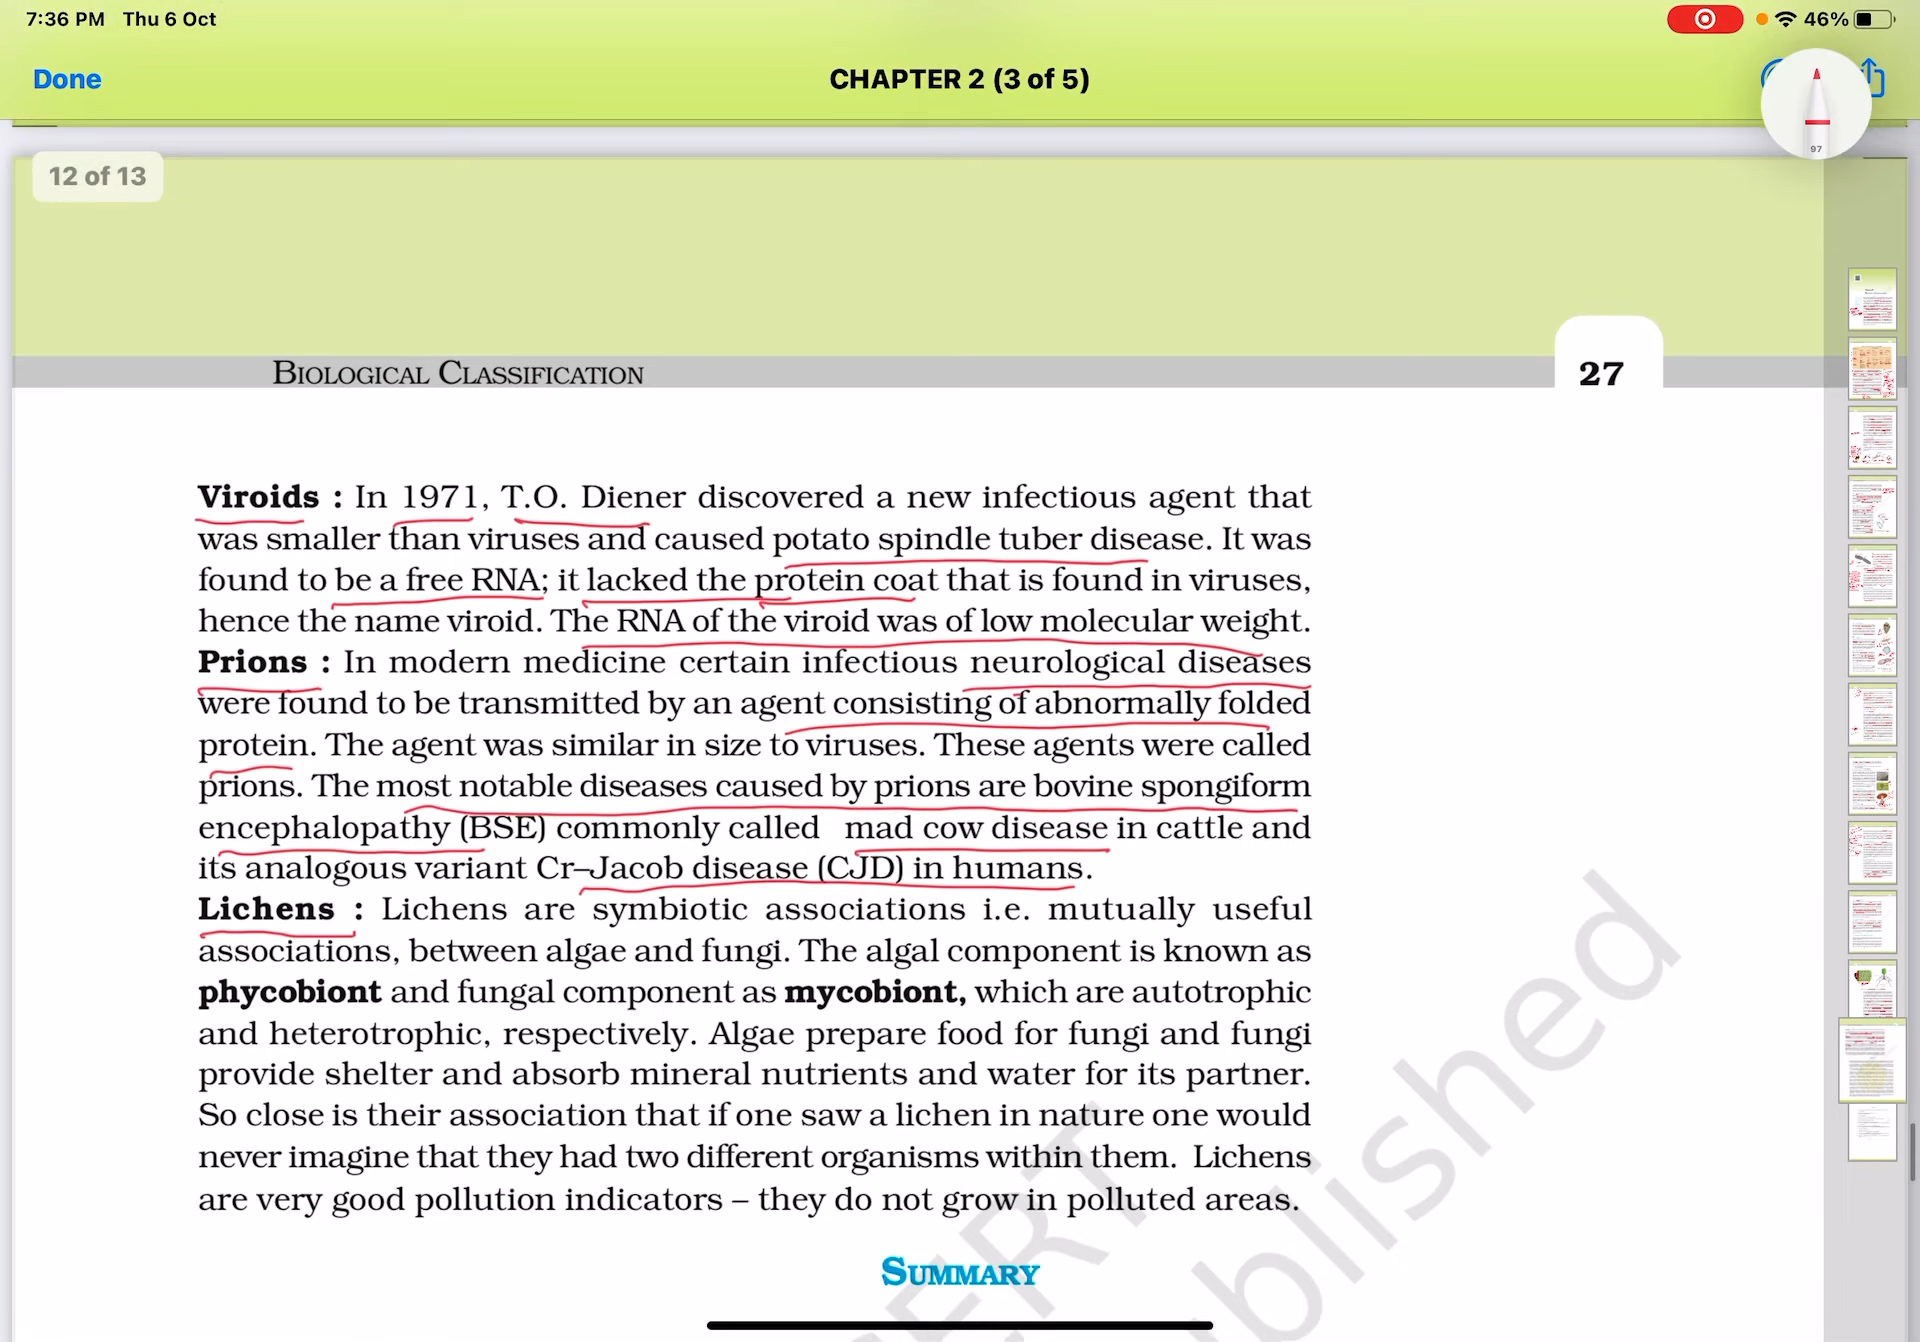 7:36 PM Thu 6 Oct
46%
Done
CHAPTER 2 (3 of 5)
97
12 of 13
BIOLOGICAL CLASSIFICATION
27
Viroids : In 1971, T.O. Diener discovered a new infectious agent that
was smaller than viruses and caused potato spindle tuber disease. It was
found to be a free RNA; it lacked the protein coat that is found in viruses,
hence the name viroid. The RNA of the viroid was of low molecular weight.
Prions : In modern medicine certain infectious neurological diseases
were found to be transmitted by an agent consisting of abnormally folded
protein. The agent was similar in size to viruses. These agents were called
prions. The most notable diseases caused by prions are bovine spongiform
encephalopathy (BSE) commonly called mad cow disease in cattle and
its analogous variant Cr–Jacob disease (CJD) in humans.
Lichens : Lichens are symbiotic associations i.e. mutually useful
associations, between algae and fungi. The algal component is known as
phycobiont and fungal component as mycobiont, which are autotrophic
and heterotrophic, respectively. Algae prepare food for fungi and fungi
provide shelter and absorb mineral nutrients and water for its partner.
So close is their association that if one saw a lichen in nature one would
never imagine that they had two different organisms within them. Lichens
are very good pollution indicators – they do not grow in polluted areas.
SUMMARY